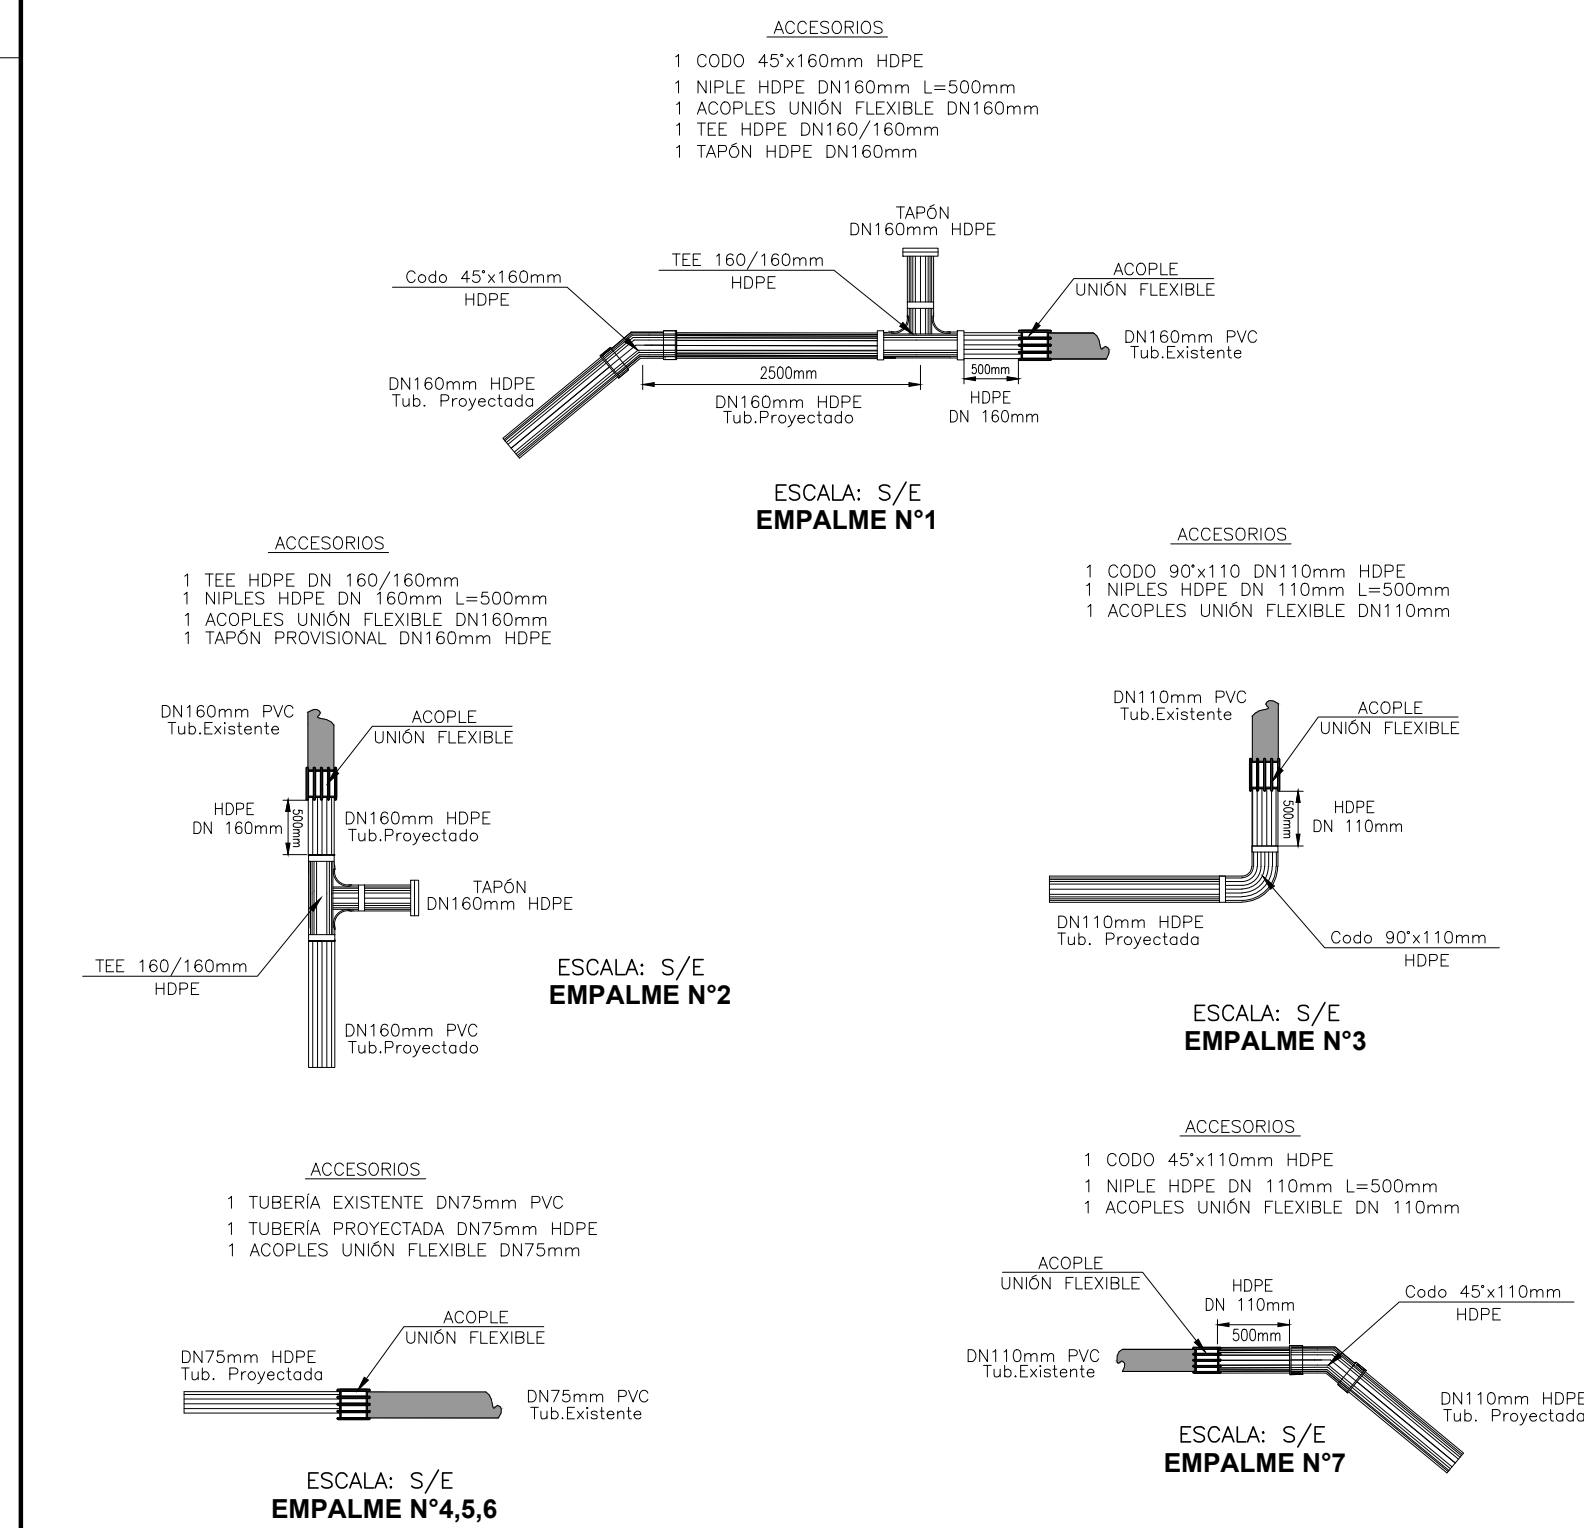 ACCESORIOS
1 CODO 45°x160mm HDPE
1 NIPLE HDPE DN160mm L=500mm
1 ACOPLES UNIÓN FLEXIBLE DN160mm
1 TEE HDPE DN160/160mm
1 TAPÓN HDPE DN160mm
TAPÓN
DN160mm HDPE
TEE 160/160mm
HDPE
Codo 45°x160mm
HDPE
ACOPLE
UNIÓN FLEXIBLE
DN160mm PVC
Tub.Existente
DN160mm HDPE
Tub. Proyectada
2500mm
DN160mm HDPE
Tub.Proyectado
500mm
HDPE
DN 160mm
ESCALA: S/E
EMPALME N°1
ACCESORIOS
1 TEE HDPE DN 160/160mm
1 NIPLES HDPE DN 160mm L=500mm
1 ACOPLES UNIÓN FLEXIBLE DN160mm
1 TAPÓN PROVISIONAL DN160mm HDPE
DN160mm PVC
Tub.Existente
ACOPLE
UNIÓN FLEXIBLE
HDPE
DN 160mm
500mm
DN160mm HDPE
Tub.Proyectado
TAPÓN
DN160mm HDPE
TEE 160/160mm
HDPE
DN160mm PVC
Tub.Proyectado
ESCALA: S/E
EMPALME N°2
ACCESORIOS
1 CODO 90°x110 DN110mm HDPE
1 NIPLES HDPE DN 110mm L=500mm
1 ACOPLES UNIÓN FLEXIBLE DN110mm
DN110mm PVC
Tub.Existente
ACOPLE
UNIÓN FLEXIBLE
500mm
HDPE
DN 110mm
DN110mm HDPE
Tub. Proyectada
Codo 90°x110mm
HDPE
ESCALA: S/E
EMPALME N°3
ACCESORIOS
1 TUBERÍA EXISTENTE DN75mm PVC
1 TUBERÍA PROYECTADA DN75mm HDPE
1 ACOPLES UNIÓN FLEXIBLE DN75mm
ACOPLE
UNIÓN FLEXIBLE
DN75mm HDPE
Tub. Proyectada
DN75mm PVC
Tub.Existente
ESCALA: S/E
EMPALME N°4,5,6
ACCESORIOS
1 CODO 45°x110mm HDPE
1 NIPLE HDPE DN 110mm L=500mm
1 ACOPLES UNIÓN FLEXIBLE DN 110mm
ACOPLE
UNIÓN FLEXIBLE
HDPE
DN 110mm
500mm
Codo 45°x110mm
HDPE
DN110mm PVC
Tub.Existente
DN110mm HDPE
Tub. Proyectada
ESCALA: S/E
EMPALME N°7